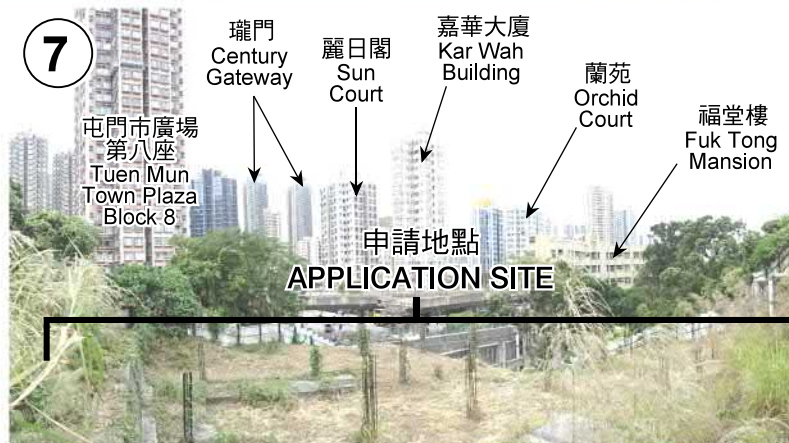 7
瓏門
Century
Gateway
麗日閣
Sun
Court
嘉華大廈
Kar Wah
Building
蘭苑
Orchid
Court
福堂樓
Fuk Tong
Mansion
屯門市廣場
第八座
Tuen Mun
Town Plaza
Block 8
申請地點
APPLICATION SITE